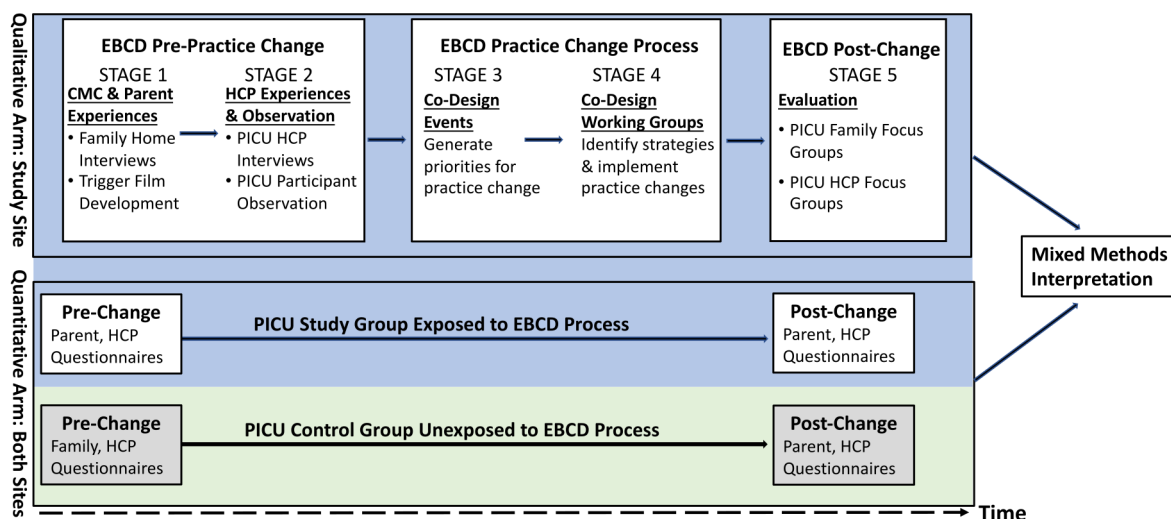 Qualitative Arm: Study Site
EBCD Pre-Practice Change
STAGE 1
CMC & Parent
Experiences
• Family Home
Interviews
• Trigger Film
Development
STAGE 2
HCP Experiences
& Observation
• PICU HCP
Interviews
• PICU Participant
Observation
EBCD Practice Change Process
STAGE 3
Co-Design
Events
Generate
priorities for
practice change
STAGE 4
Co-Design
Working Groups
Identify strategies
& implement
practice changes
EBCD Post-Change
STAGE 5
Evaluation
• PICU Family Focus
Groups
• PICU HCP Focus
Groups
Mixed Methods
Interpretation
Quantitative Arm: Both Sites
Pre-Change
Parent, HCP
Questionnaires
PICU Study Group Exposed to EBCD Process
Post-Change
Parent, HCP
Questionnaires
Pre-Change
Family, HCP
Questionnaires
PICU Control Group Unexposed to EBCD Process
Post-Change
Parent, HCP
Questionnaires
Time